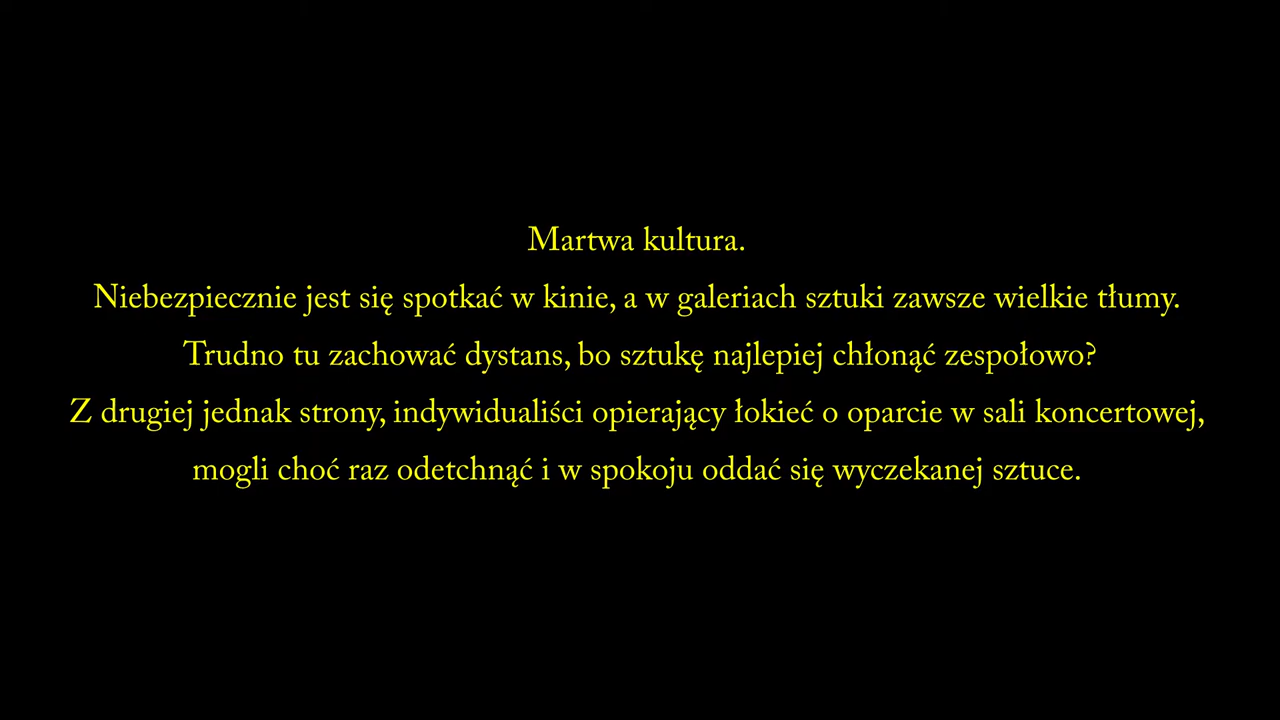 Martwa kultura.
Niebezpiecznie jest się spotkać w kinie, a w galeriach sztuki zawsze wielkie tłumy.
Trudno tu zachować dystans, bo sztukę najlepiej chłonąć zespołowo?
Z drugiej jednak strony, indywidualiści opierający łokieć o oparcie w sali koncertowej,
mogli choć raz odetchnąć i w spokoju oddać się wyczekanej sztuce.